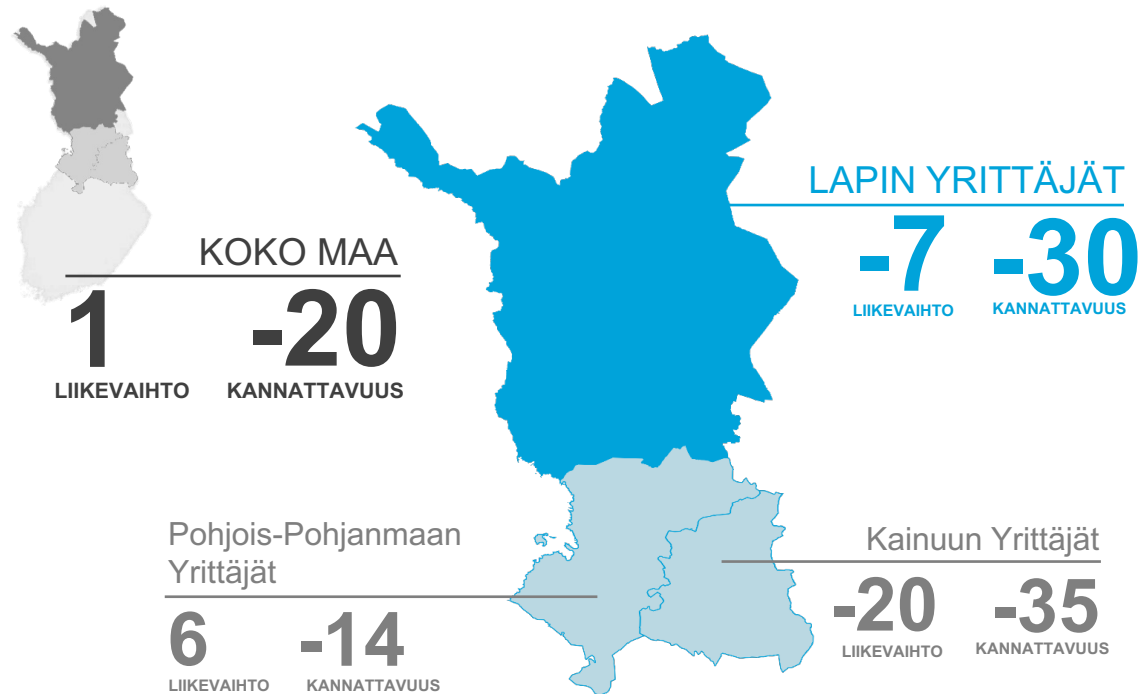 LAPIN YRITTÄJÄT
-7 -30
LIIKEVAIHTO KANNATTAVUUS
KOKO MAA
1 -20
LIIKEVAIHTO KANNATTAVUUS
Pohjois-Pohjanmaan
Yrittäjät
6 -14
LIIKEVAIHTO KANNATTAVUUS
Kainuun Yrittäjät
-20 -35
LIIKEVAIHTO KANNATTAVUUS